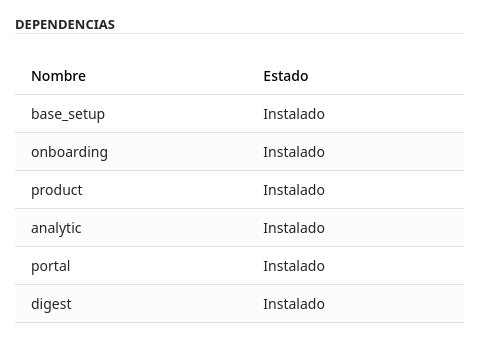 DEPENDENCIAS
Nombre Estado
base_setup Instalado
onboarding Instalado
product Instalado
analytic Instalado
portal Instalado
digest Instalado